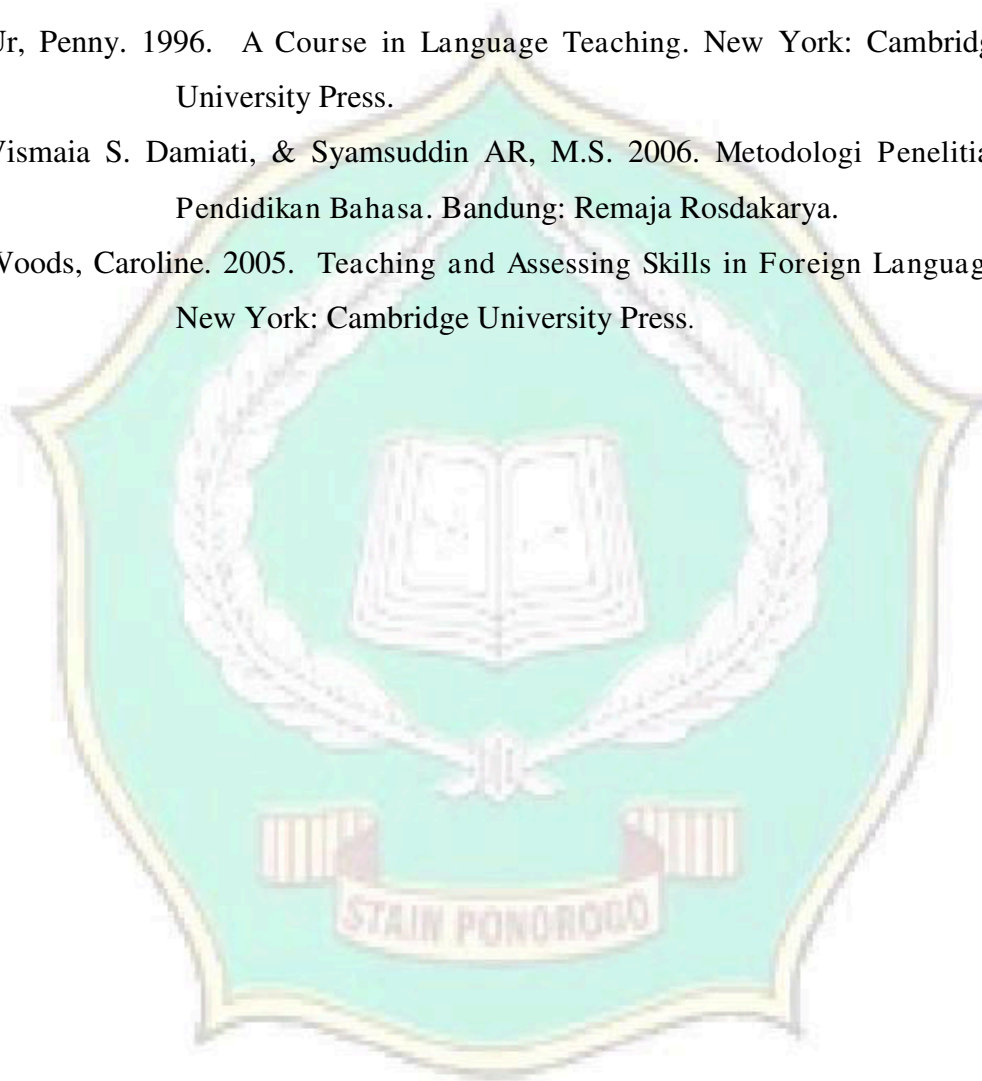 Ur, Penny. 1996. A Course in Language Teaching. New York: Cambridg
University Press.
Vismaia S. Damiati, & Syamsuddin AR, M.S. 2006. Metodologi Penelitia
Pendidikan Bahasa. Bandung: Remaja Rosdakarya.
Woods, Caroline. 2005. Teaching and Assessing Skills in Foreign Languag
New York: Cambridge University Press.
STAIN PONOROGO